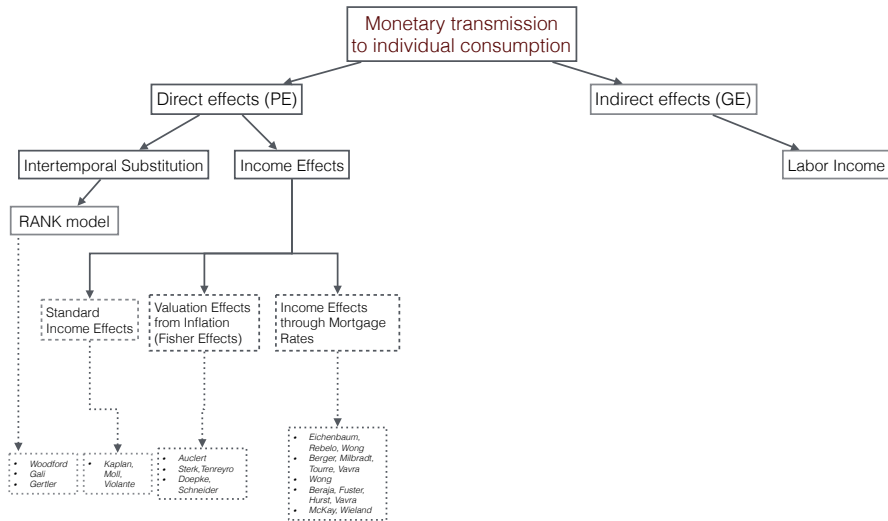 Monetary transmission
to individual consumption
Direct effects (PE)
Indirect effects (GE)
Intertemporal Substitution
Income Effects
Labor Income
RANK model
Standard
Income Effects
Valuation Effects
from Inflation
(Fisher Effects)
Income Effects
through Mortgage
Rates
• Woodford
• Gali
• Gertler
• Kaplan,
Moll,
Violante
• Auclert
• Sterk,Tenreyro
• Doepke,
Schneider
• Eichenbaum,
Rebelo, Wong
• Berger, Milbradt,
Tourre, Vavra
• Wong
• Beraja, Fuster,
Hurst, Vavra
• McKay, Wieland